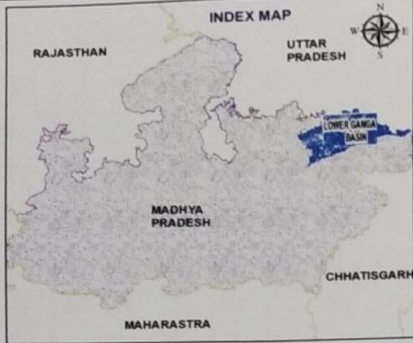 INDEX MAP
N
W E
S
RAJASTHAN
UTTAR
PRADESH
LOWER GANGA
BASIN
MADHYA
PRADESH
CHHATISGARH
MAHARASTRA